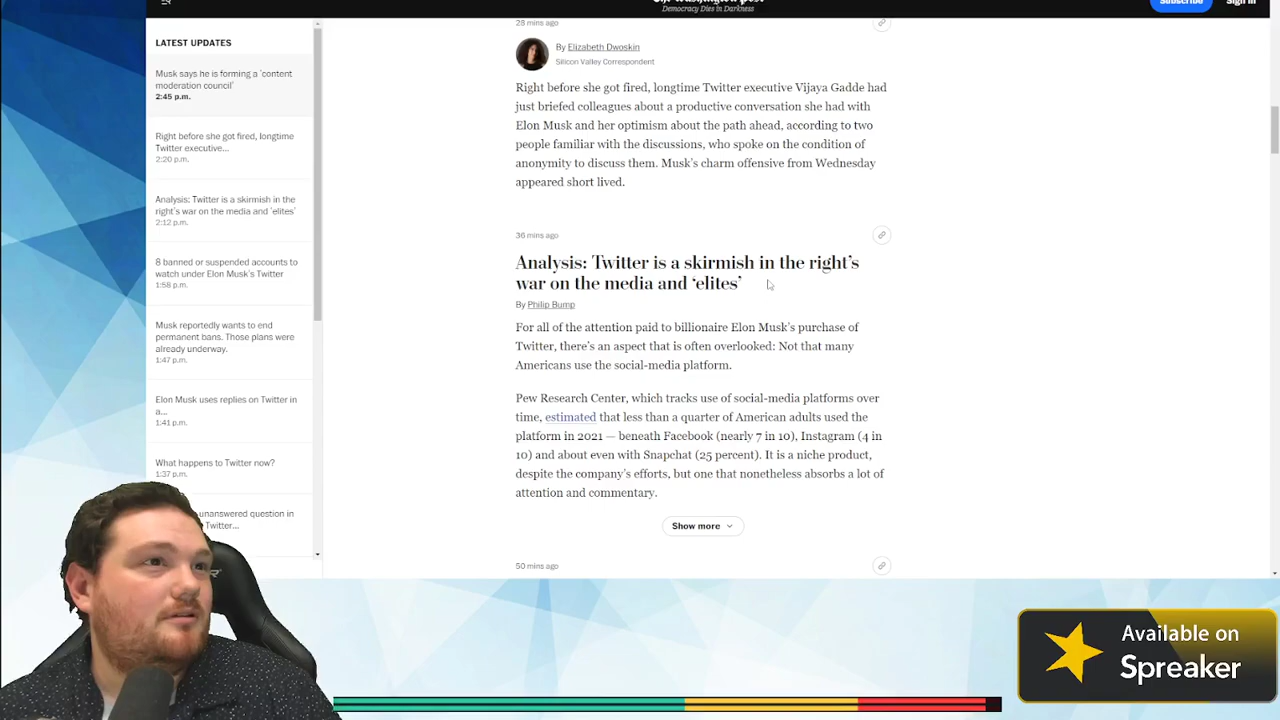 Democracy Dies in Darkness
Subscribe
Sign in
LATEST UPDATES
Musk says he is forming a 'content
moderation council'
2:45 p.m.
Right before she got fired, longtime
Twitter executive...
2:20 p.m.
Analysis: Twitter is a skirmish in the
right's war on the media and 'elites'
2:12 p.m.
8 banned or suspended accounts to
watch under Elon Musk's Twitter
1:58 p.m.
Musk reportedly wants to end
permanent bans. Those plans were
already underway.
1:47 p.m.
Elon Musk uses replies on Twitter in
a...
1:41 p.m.
What happens to Twitter now?
1:37 p.m.
unanswered question in
Twitter...
28 mins ago
By Elizabeth Dwoskin
Silicon Valley Correspondent
Right before she got fired, longtime Twitter executive Vijaya Gadde had
just briefed colleagues about a productive conversation she had with
Elon Musk and her optimism about the path ahead, according to two
people familiar with the discussions, who spoke on the condition of
anonymity to discuss them. Musk's charm offensive from Wednesday
appeared short lived.
36 mins ago
Analysis: Twitter is a skirmish in the right's
war on the media and 'elites'
By Philip Bump
For all of the attention paid to billionaire Elon Musk's purchase of
Twitter, there's an aspect that is often overlooked: Not that many
Americans use the social-media platform.
Pew Research Center, which tracks use of social-media platforms over
time, estimated that less than a quarter of American adults used the
platform in 2021 — beneath Facebook (nearly 7 in 10), Instagram (4 in
10) and about even with Snapchat (25 percent). It is a niche product,
despite the company's efforts, but one that nonetheless absorbs a lot of
attention and commentary.
Show more
50 mins ago
Available on
Spreaker